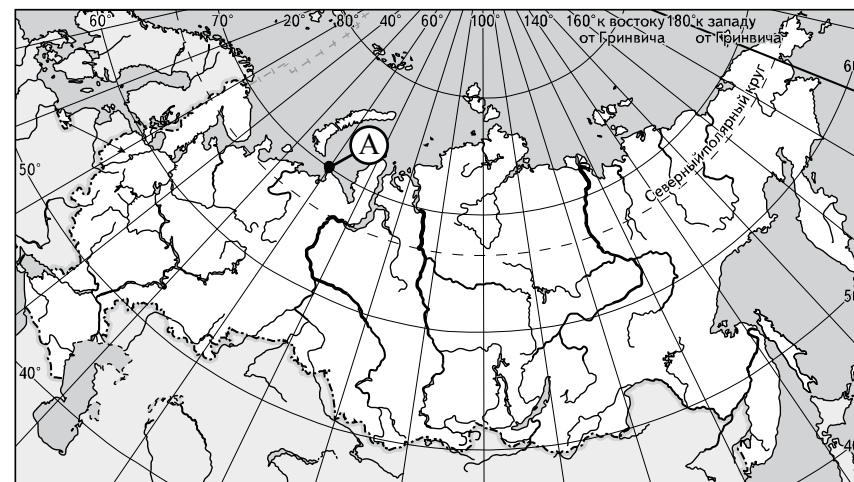 60° 70° 20° 80° 40° 60° 100° 140° 160° к востоку 180° к западу
от Гринвича от Гринвича
60
Северный полярный круг
А
50°
50
40°
40